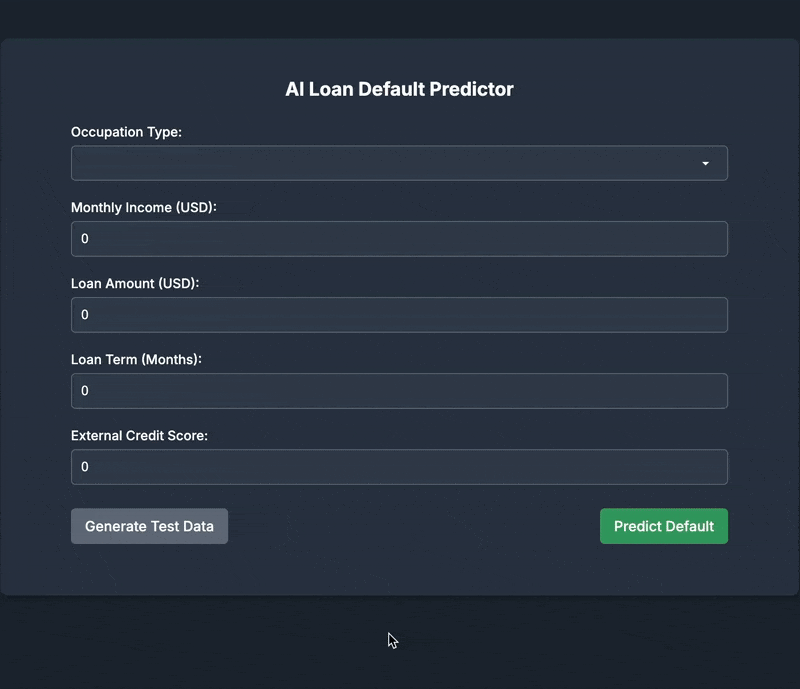 AI Loan Default Predictor
Occupation Type:
Monthly Income (USD):
0
Loan Amount (USD):
0
Loan Term (Months):
0
External Credit Score:
0
Generate Test Data
Predict Default